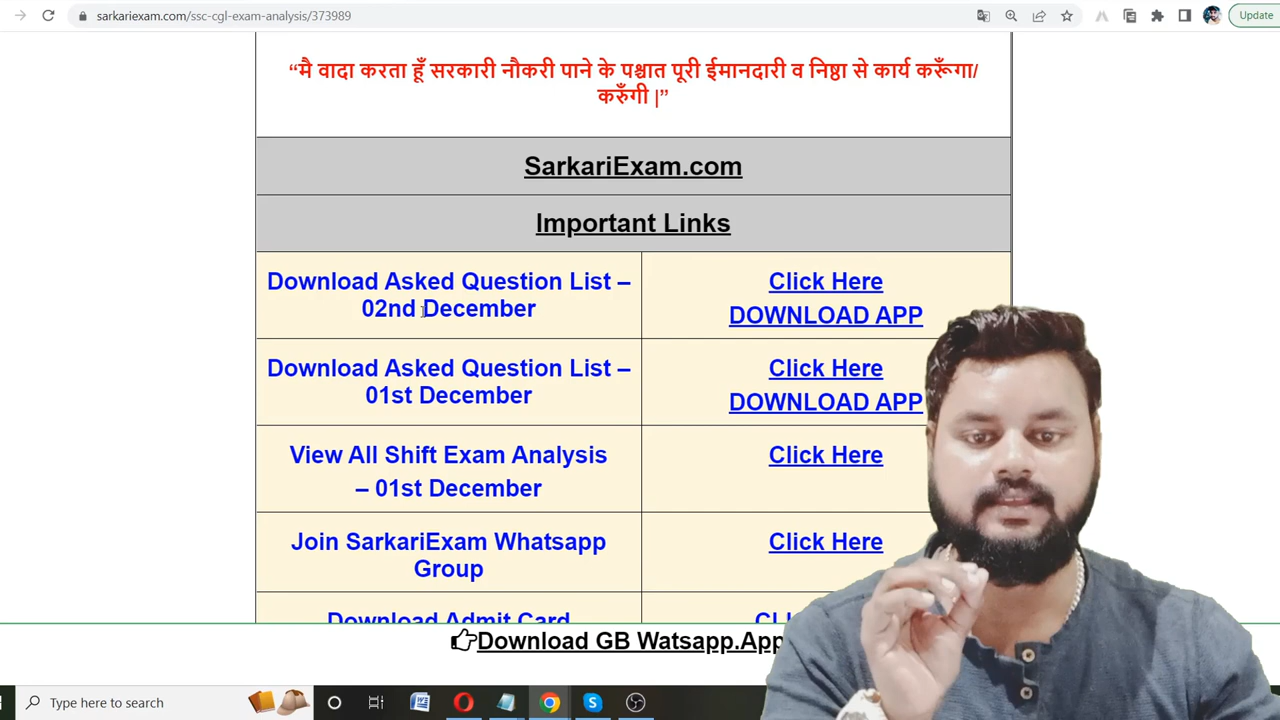 sarkariexam.com/ssc-cgl-exam-analysis/373989
Update
“मै वादा करता हूँ सरकारी नौकरी पाने के पश्चात पूरी ईमानदारी व निष्ठा से कार्य करूँगा/
करुँगी |”
SarkariExam.com
Important Links
Download Asked Question List –
02nd December
Click Here
DOWNLOAD APP
Download Asked Question List –
01st December
Click Here
DOWNLOAD APP
View All Shift Exam Analysis
– 01st December
Click Here
Join SarkariExam Whatsapp
Group
Click Here
Download Admit Card
Download GB Watsapp.App
Type here to search